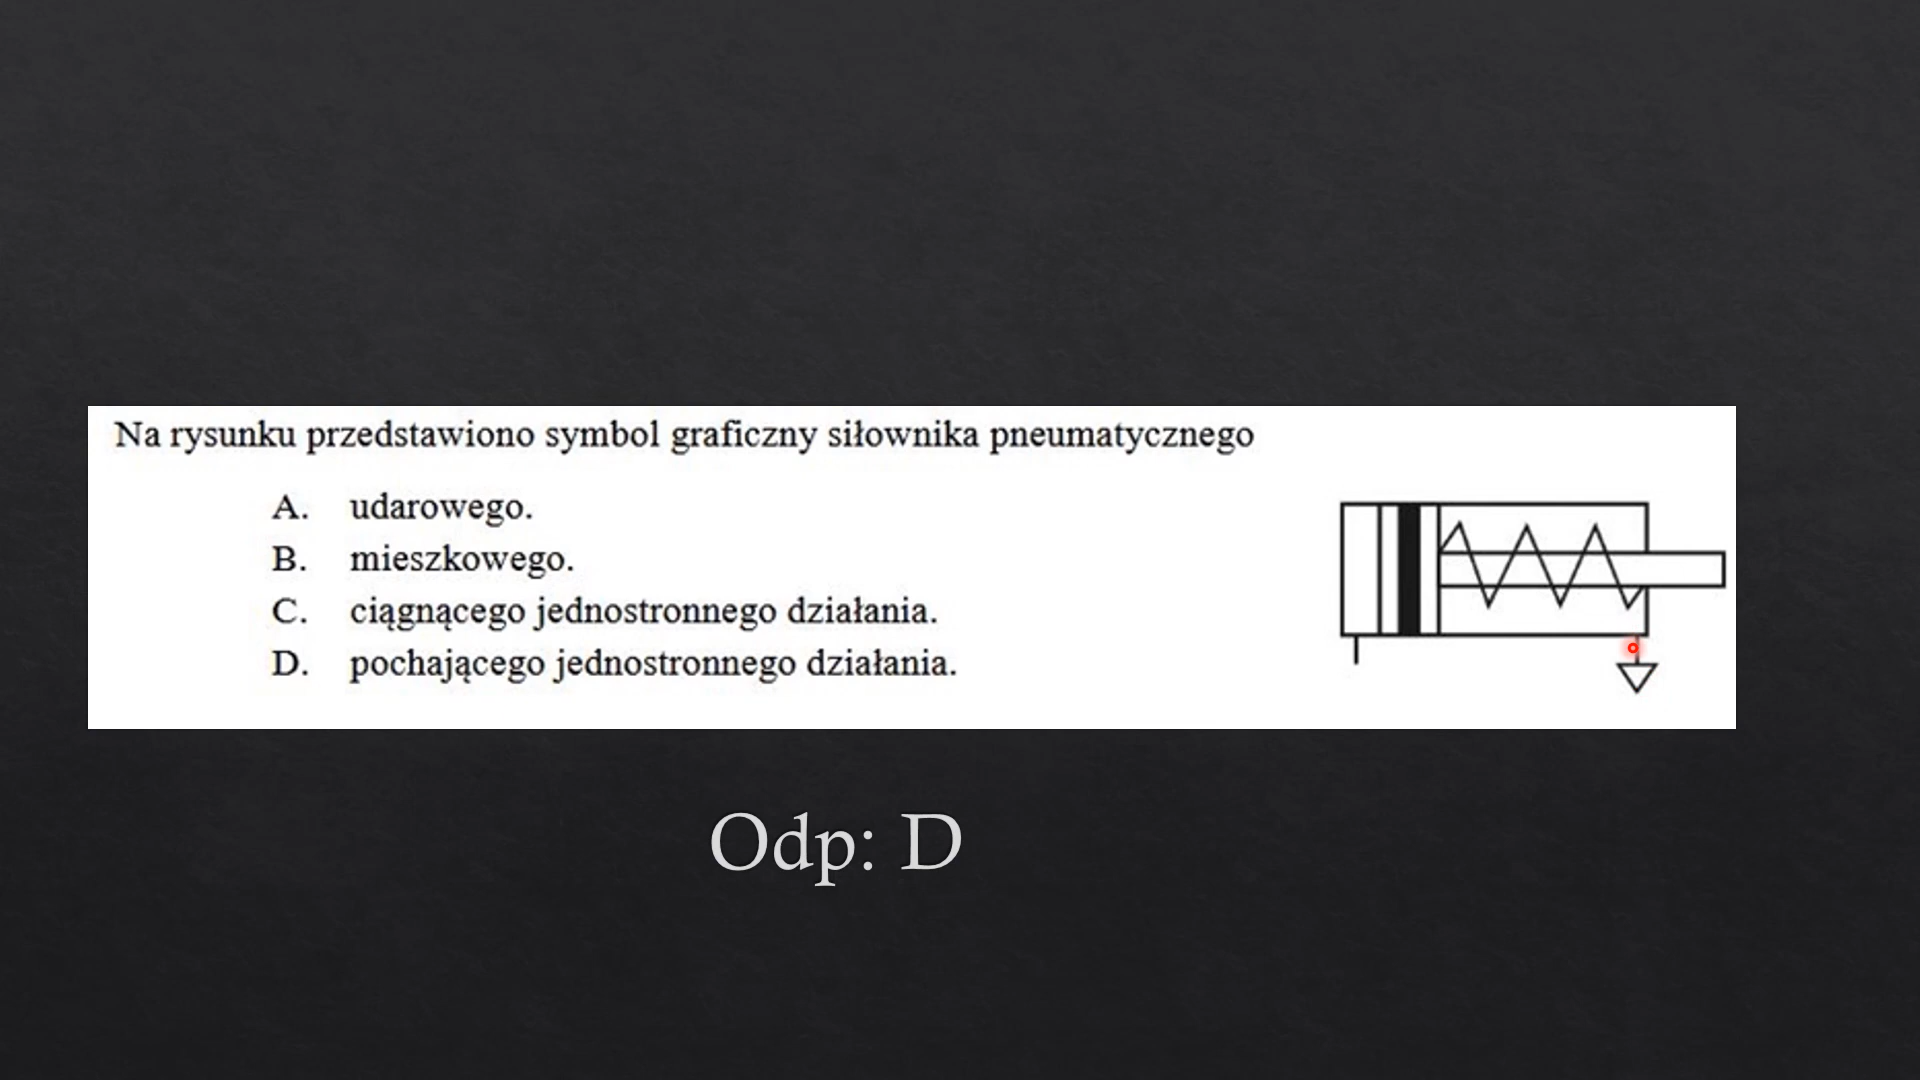 Na rysunku przedstawiono symbol graficzny siłownika pneumatycznego
A. udarowego.
B. mieszkowego.
C. ciągnącego jednostronnego działania.
D. pochającego jednostronnego działania.
Odp: D